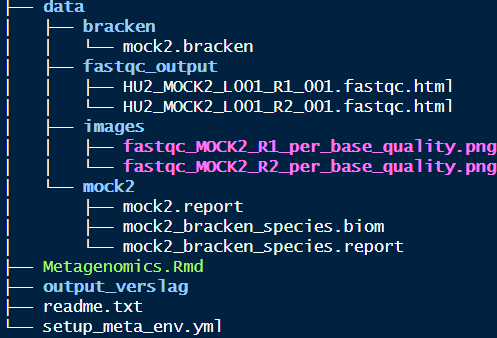 ├── data
│   ├── bracken
│   │   └── mock2.bracken
│   ├── fastqc_output
│   │   ├── HU2_MOCK2_L001_R1_001.fastqc.html
│   │   └── HU2_MOCK2_L001_R2_001.fastqc.html
│   ├── images
│   │   ├── fastqc_MOCK2_R1_per_base_quality.png
│   │   └── fastqc_MOCK2_R2_per_base_quality.png
│   └── mock2
│       ├── mock2.report
│       ├── mock2_bracken_species.biom
│       └── mock2_bracken_species.report
├── Metagenomics.Rmd
├── output_verslag
├── readme.txt
└── setup_meta_env.yml